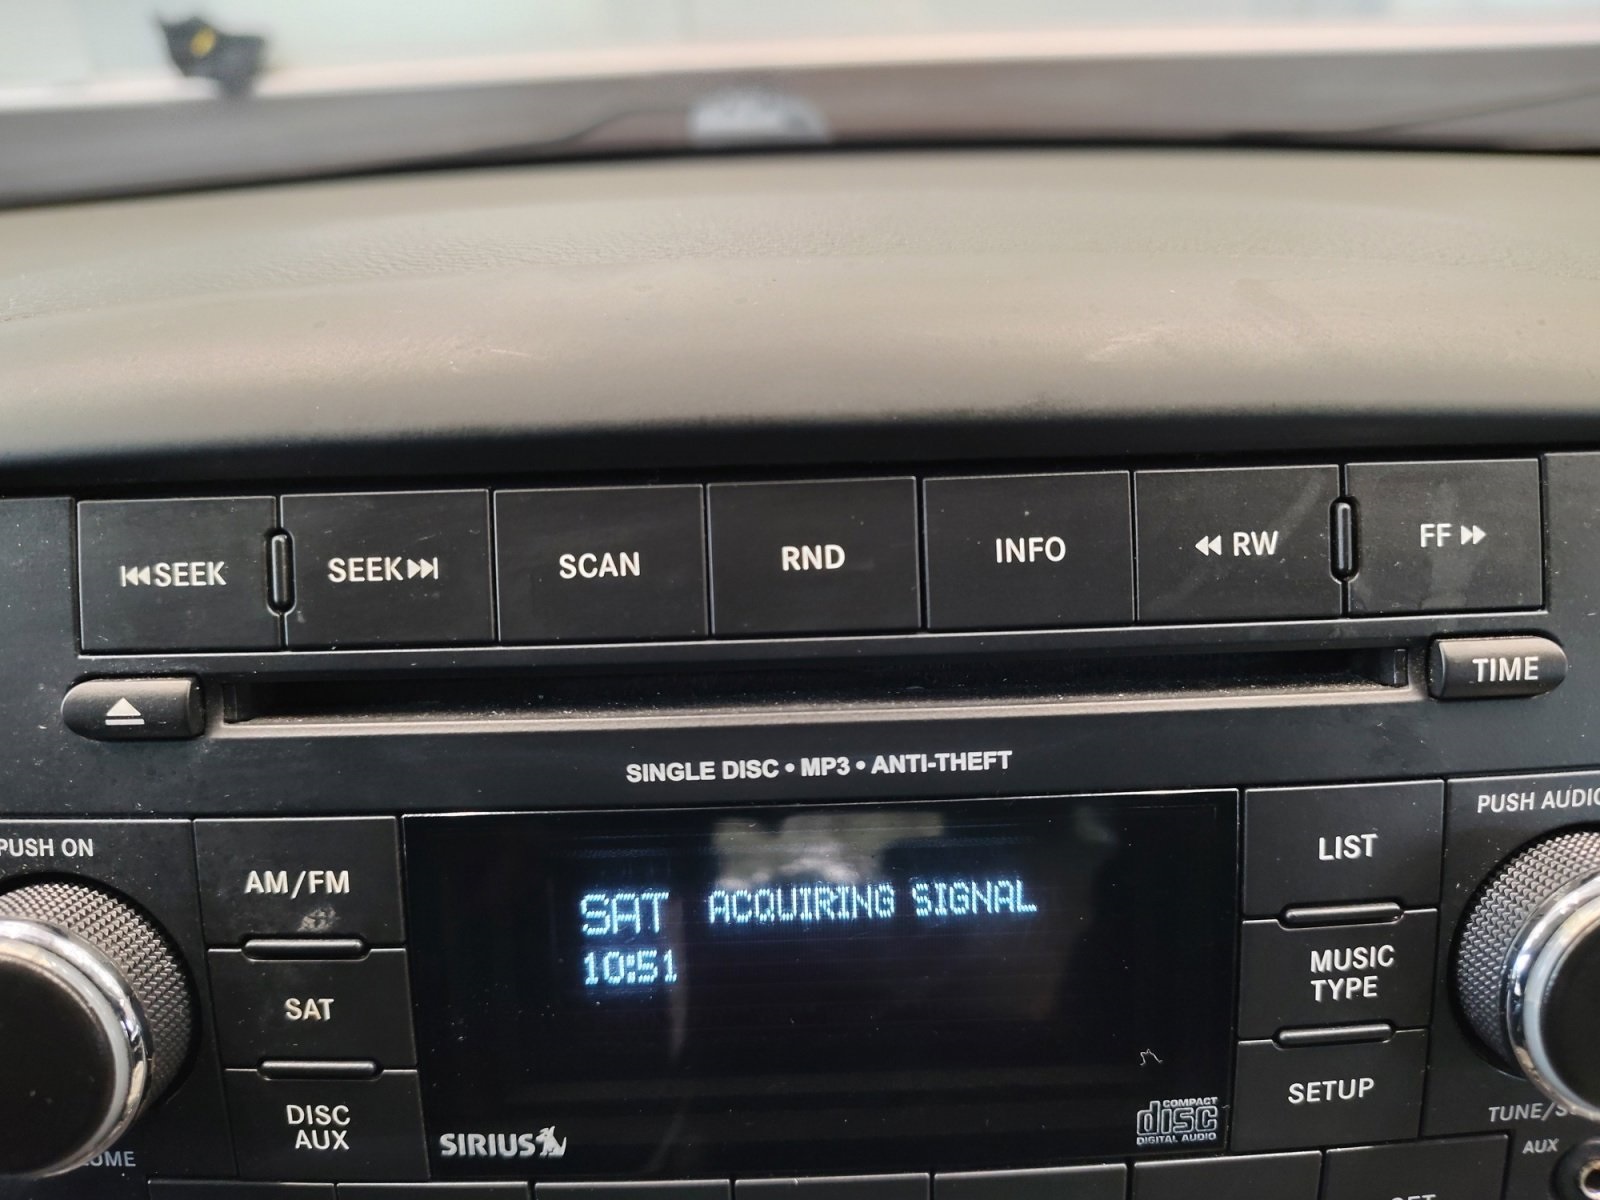 SEEK
SEEK
SCAN
RND
INFO
RW
FF
TIME
SINGLE DISC • MP3 • ANTI-THEFT
PUSH ON
AM/FM
SAT
DISC
AUX
SAT ACQUIRING SIGNAL
10:51
SIRIUS
COMPACT
disc
DIGITAL AUDIO
LIST
MUSIC
TYPE
SETUP
PUSH AUDIO
TUNE/
AUX